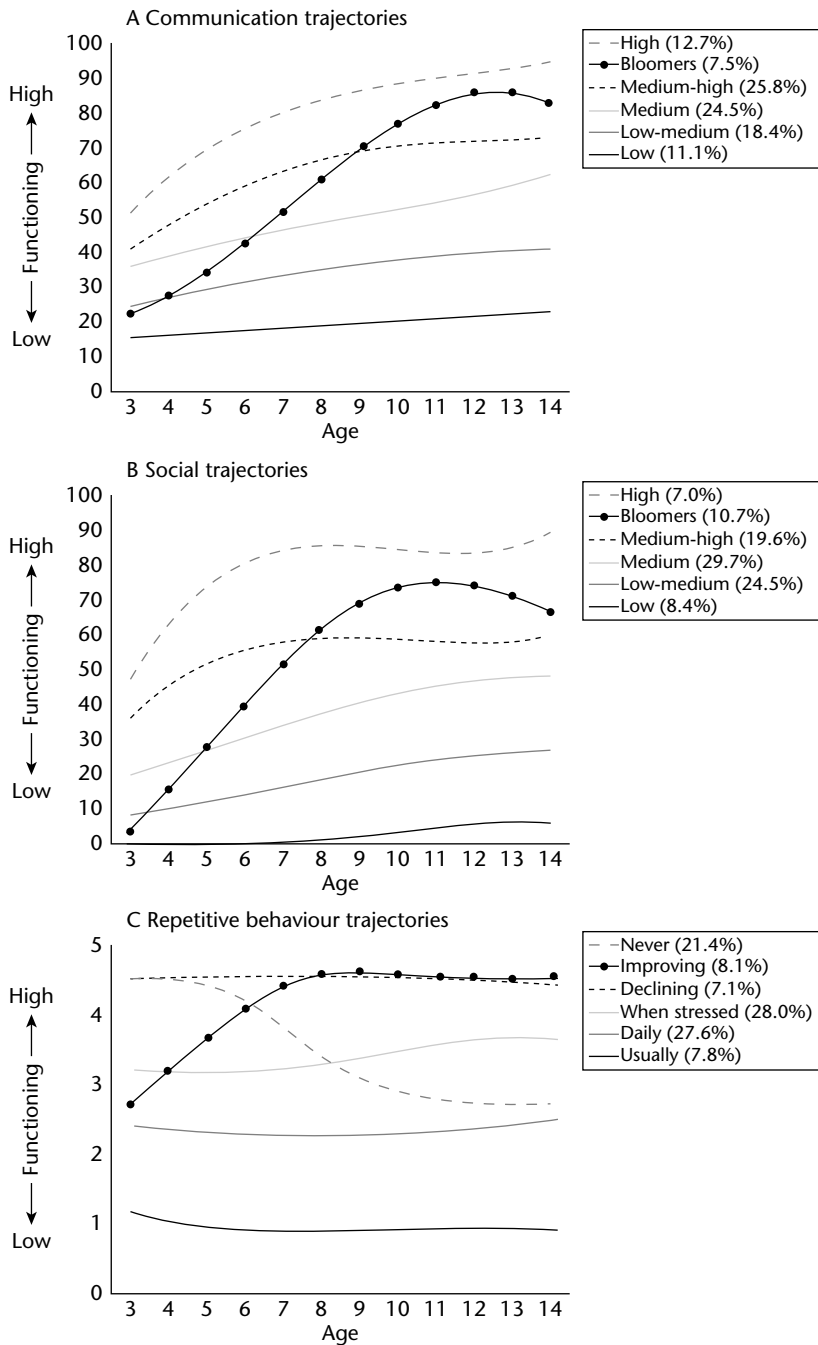 A Communication trajectories
100
90
80
70
60
50
40
30
20
10
0
High
Functioning
Low
3 4 5 6 7 8 9 10 11 12 13 14
Age
High (12.7%)
Bloomers (7.5%)
Medium-high (25.8%)
Medium (24.5%)
Low-medium (18.4%)
Low (11.1%)
B Social trajectories
100
90
80
70
60
50
40
30
20
10
0
High
Functioning
Low
3 4 5 6 7 8 9 10 11 12 13 14
Age
High (7.0%)
Bloomers (10.7%)
Medium-high (19.6%)
Medium (29.7%)
Low-medium (24.5%)
Low (8.4%)
C Repetitive behaviour trajectories
5
4
3
2
1
0
High
Functioning
Low
3 4 5 6 7 8 9 10 11 12 13 14
Age
Never (21.4%)
Improving (8.1%)
Declining (7.1%)
When stressed (28.0%)
Daily (27.6%)
Usually (7.8%)